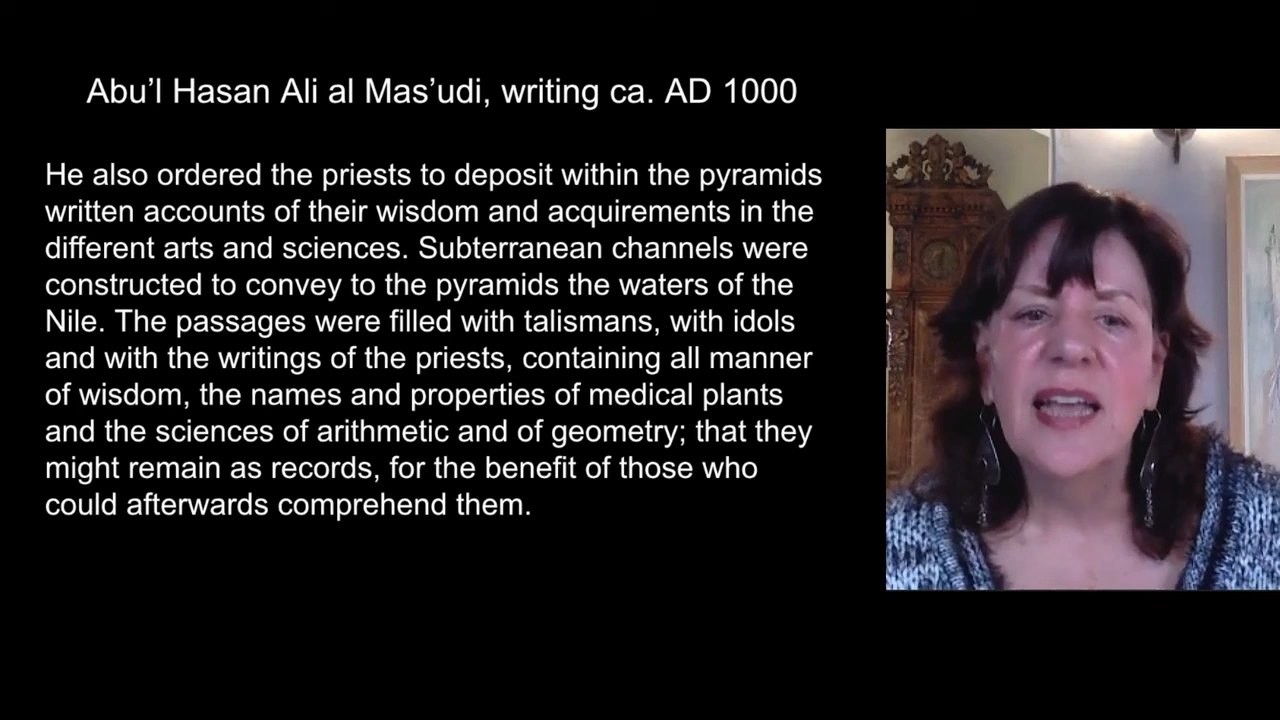 Abu’l Hasan Ali al Mas’udi, writing ca. AD 1000
He also ordered the priests to deposit within the pyramids
written accounts of their wisdom and acquirements in the
different arts and sciences. Subterranean channels were
constructed to convey to the pyramids the waters of the
Nile. The passages were filled with talismans, with idols
and with the writings of the priests, containing all manner
of wisdom, the names and properties of medical plants
and the sciences of arithmetic and of geometry; that they
might remain as records, for the benefit of those who
could afterwards comprehend them.